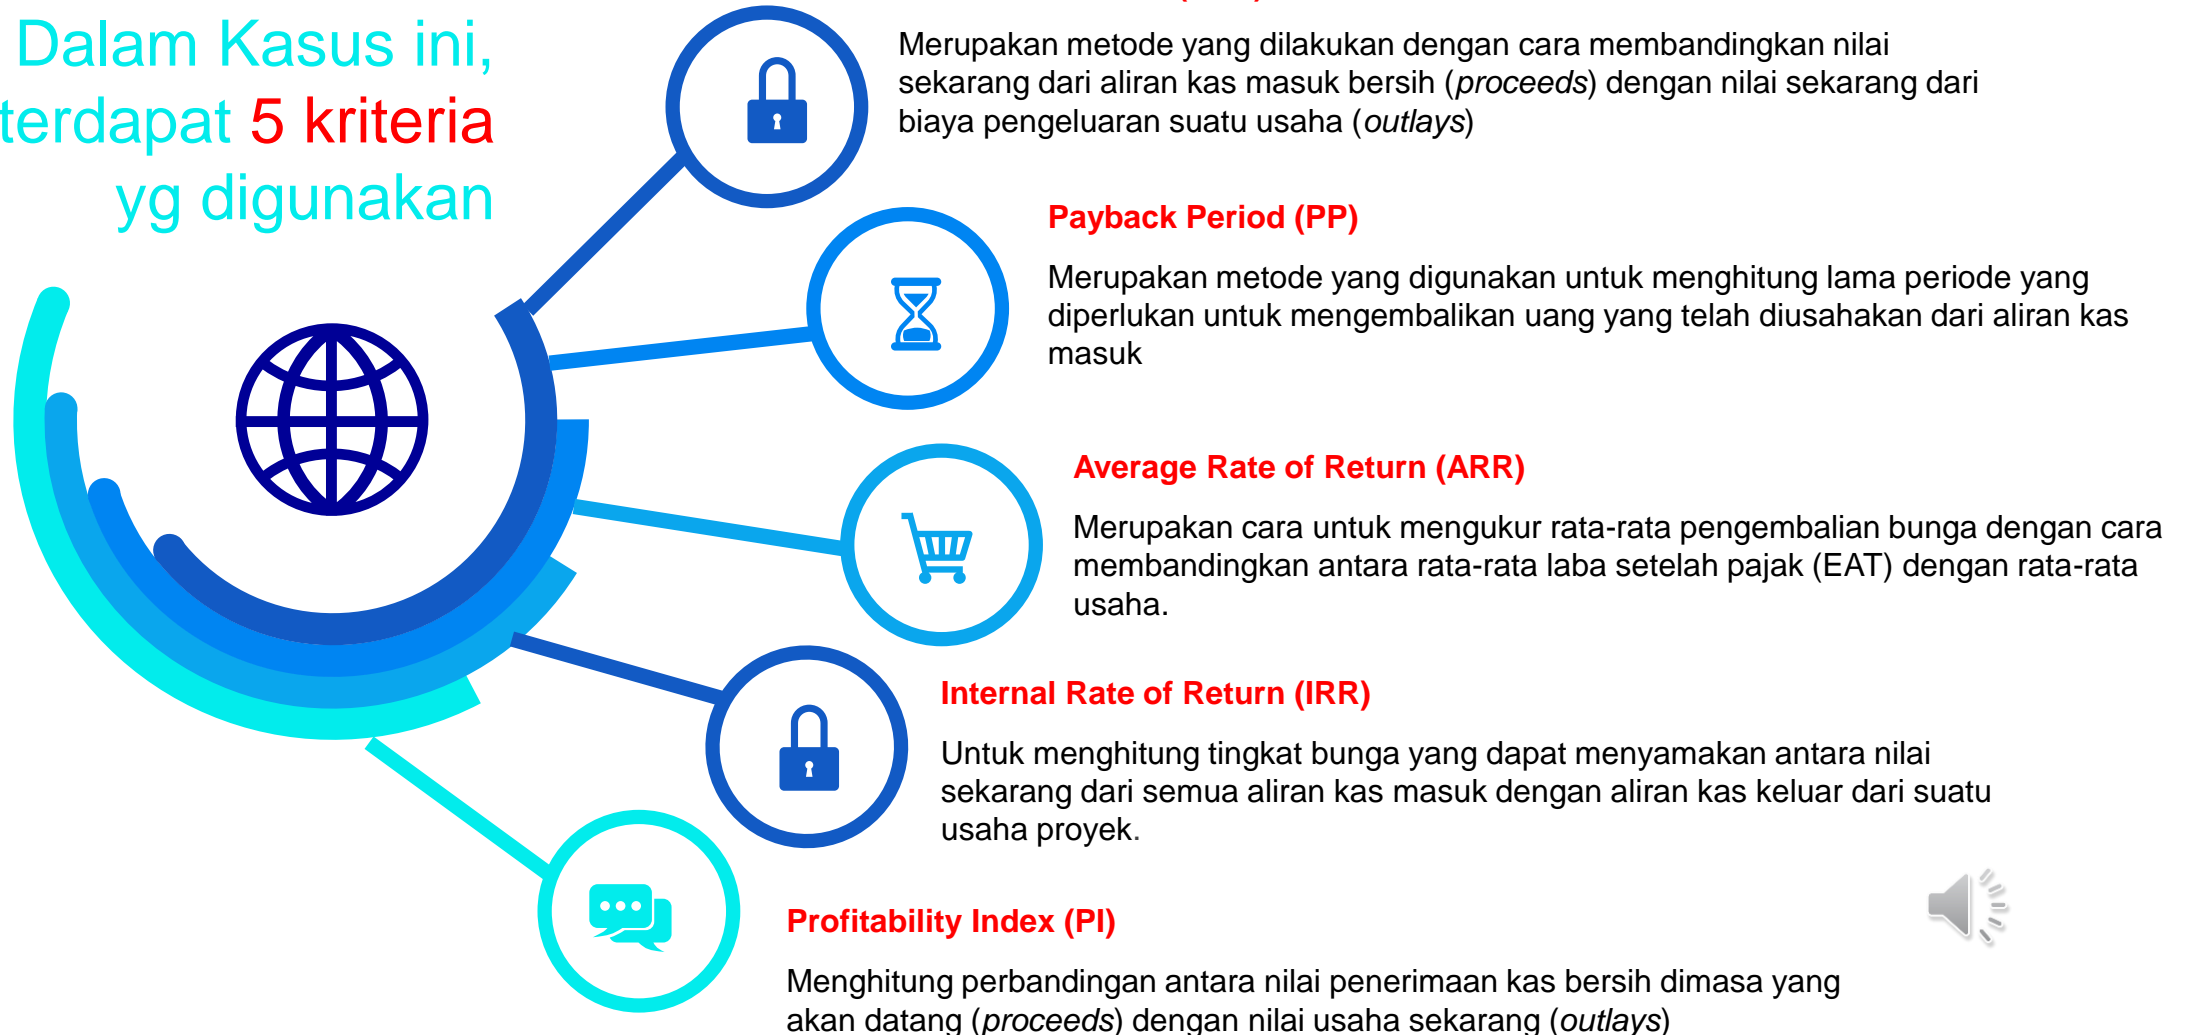 Dalam Kasus ini,
terdapat 5 kriteria
yg digunakan
Merupakan metode yang dilakukan dengan cara membandingkan nilai
sekarang dari aliran kas masuk bersih (proceeds) dengan nilai sekarang dari
biaya pengeluaran suatu usaha (outlays)
Payback Period (PP)
Merupakan metode yang digunakan untuk menghitung lama periode yang
diperlukan untuk mengembalikan uang yang telah diusahakan dari aliran kas
masuk
Average Rate of Return (ARR)
Merupakan cara untuk mengukur rata-rata pengembalian bunga dengan cara
membandingkan antara rata-rata laba setelah pajak (EAT) dengan rata-rata
usaha.
Internal Rate of Return (IRR)
Untuk menghitung tingkat bunga yang dapat menyamakan antara nilai
sekarang dari semua aliran kas masuk dengan aliran kas keluar dari suatu
usaha proyek.
Profitability Index (PI)
Menghitung perbandingan antara nilai penerimaan kas bersih dimasa yang
akan datang (proceeds) dengan nilai usaha sekarang (outlays)